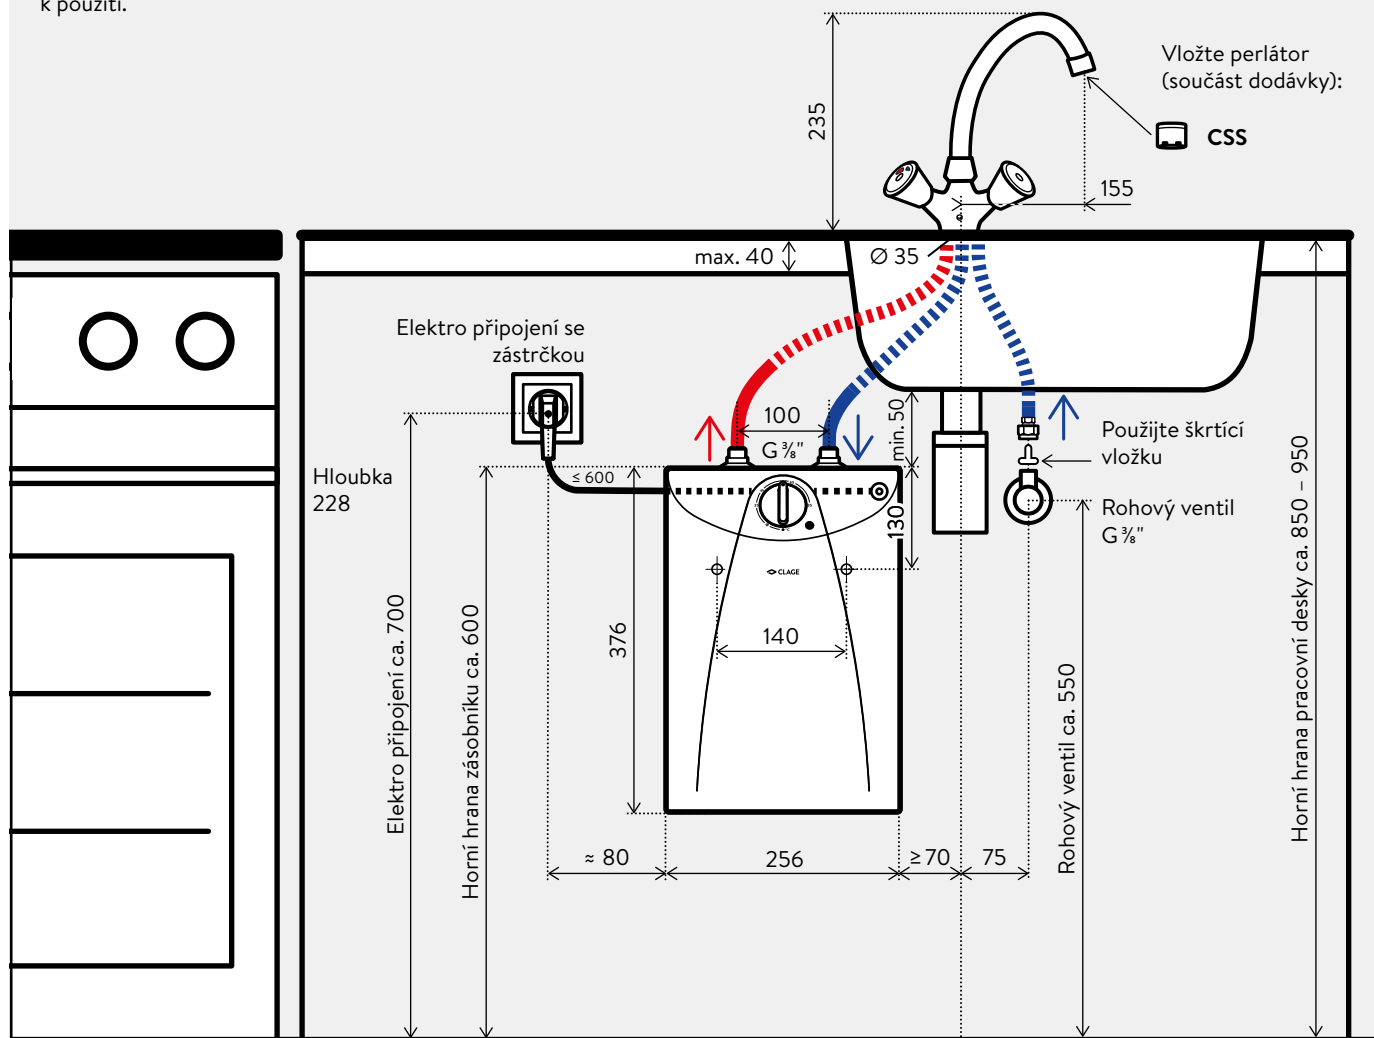 k použití.
Vložte perlátor
(součást dodávky):
CSS
235
155
max. 40
Ø 35
Elektro připojení se
zástrčkou
100
G ⅜"
min. 50
Použijte škrtící
vložku
Hloubka
228
≤ 600
130
Rohový ventil
G ⅜"
CLAGE
140
376
Elektro připojení ca. 700
Horní hrana zásobníku ca. 600
Rohový ventil ca. 550
Horní hrana pracovní desky ca. 850 – 950
≈ 80
256
≥ 70
75